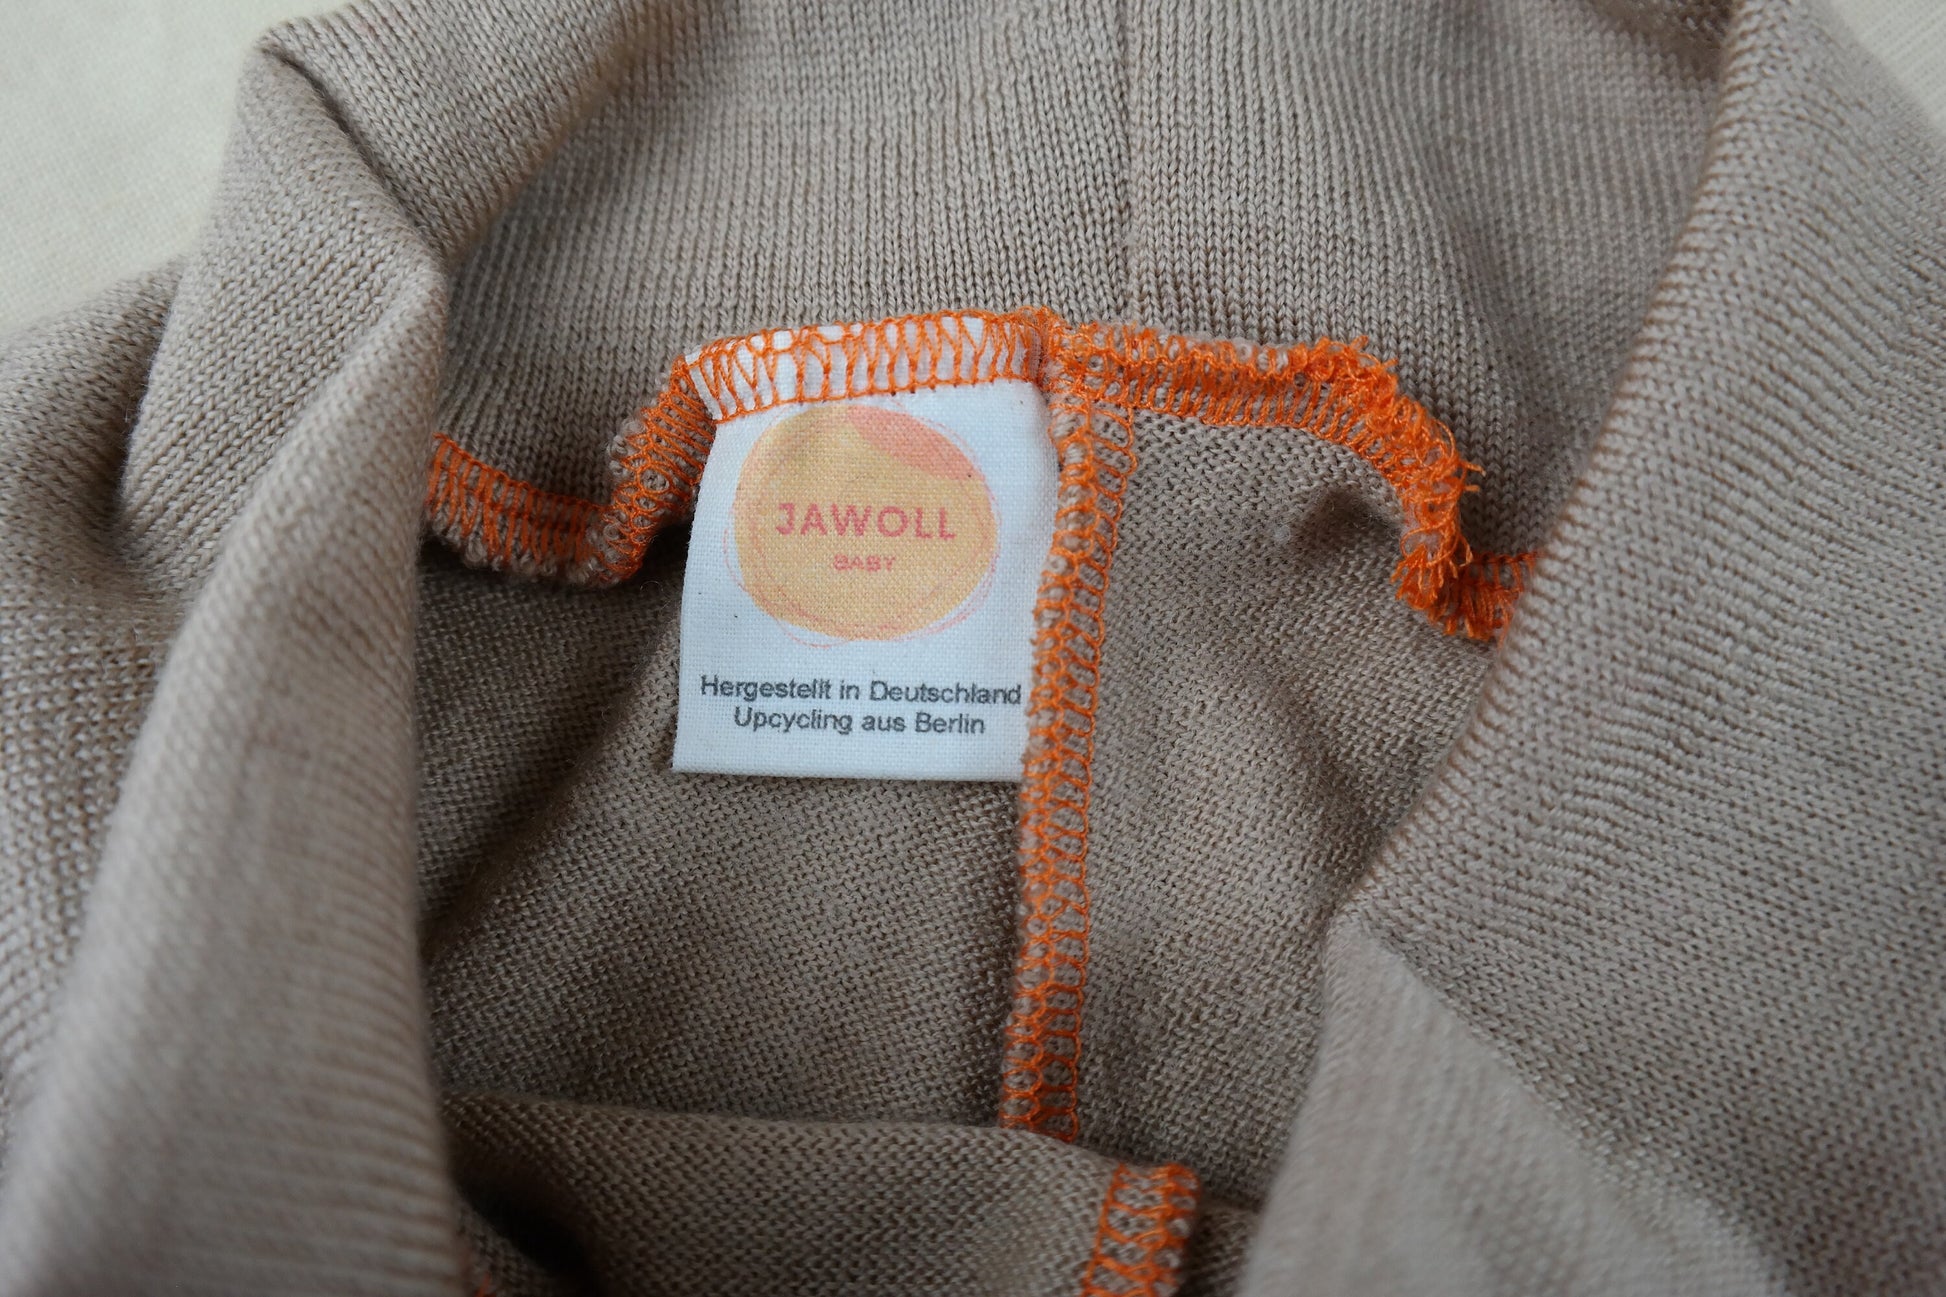 JAWOLL
BABY
Hergestellt in Deutschland
Upcycling aus Berlin